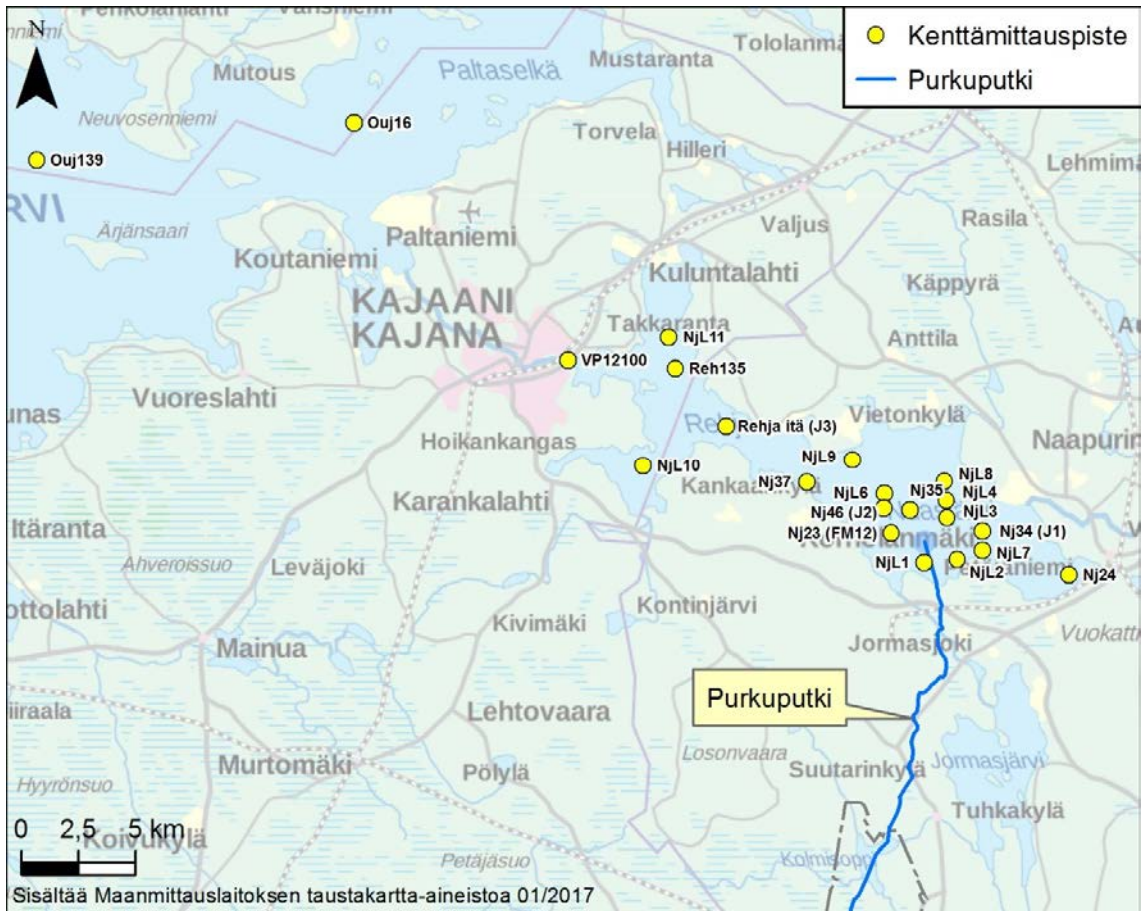 Penkolanlahti
Vänsniemi
N
Mutous
Paltaselkä
Mustaranta
Kenttämittauspiste
Purkuputki
Neuvosenniemi
Ouj16
Torvela
Ouj139
Hilleri
Rasila
Valjus
Ärjänsaari
Koutaniemi
Paltaniemi
Kuluntalahti
Käppyrä
KAJAANI
KAJANA
Takkaranta
NjL11
Anttila
VP12100
Reh135
Vuoreslahti
Vietonkylä
Rehja itä (J3)
Hoikankangas
NjL9
NjL10
Nj37
NjL8
NjL6
Nj35
NjL4
Karankalahti
Nj46 (J2)
NjL3
Nj23 (FM12)
Nj34 (J1)
NjL7
NjL1
NjL2
Nj24
Itäranta
Ahveroissuo
Leväjoki
Kontinjärvi
Kivimäki
Jormasjoki
Vuokatti
Mainua
Purkuputki
Lehtovaara
Losonvaara
Murtomäki
Pölylä
Suutarinkylä
Jormasjärvi
Hyyrönsuo
Tuhkakylä
0 2,5 5 km
Koivukylä
Petäjäsuo
Kolmisoppi
Sisältää Maanmittauslaitoksen taustakartta-aineistoa 01/2017